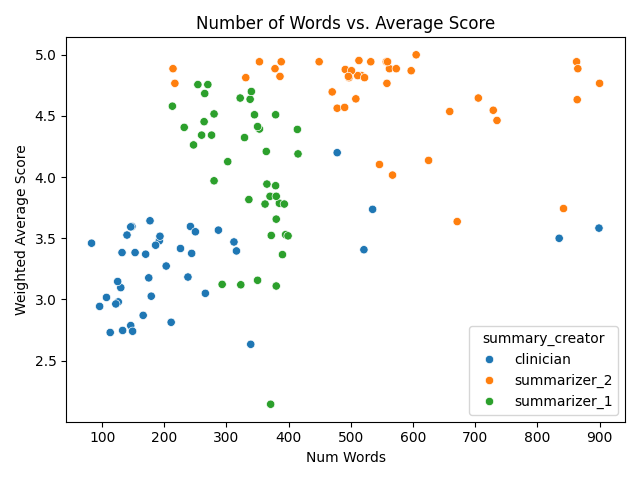 Number of Words vs. Average Score
Weighted Average Score
5.0
4.5
4.0
3.5
3.0
2.5
summary_creator
clinician
summarizer_2
summarizer_1
100 200 300 400 500 600 700 800 900
Num Words